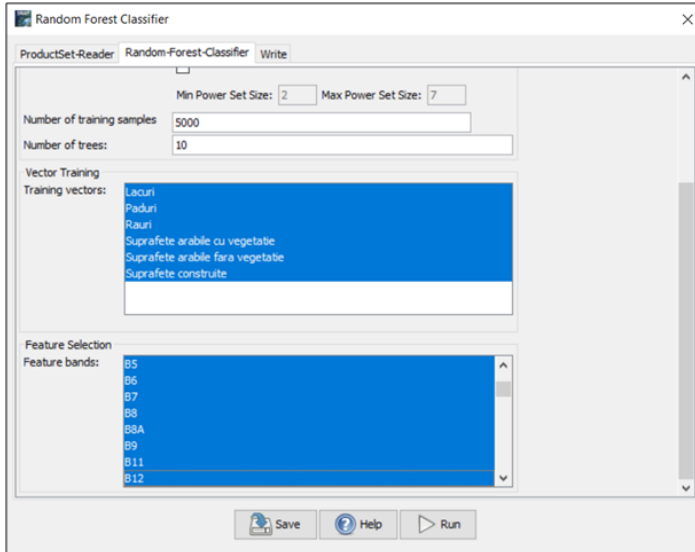 Random Forest Classifier
ProductSet-Reader Random-Forest-Classifier Write
Min Power Set Size: 2 Max Power Set Size: 7
Number of training samples 5000
Number of trees: 10
Vector Training
Training vectors: Lacuri
Paduri
Rauri
Suprafete arabile cu vegetatie
Suprafete arabile fara vegetatie
Suprafete construite
Feature Selection
Feature bands: B5
B6
B7
B8
B8A
B9
B11
B12
Save Help Run